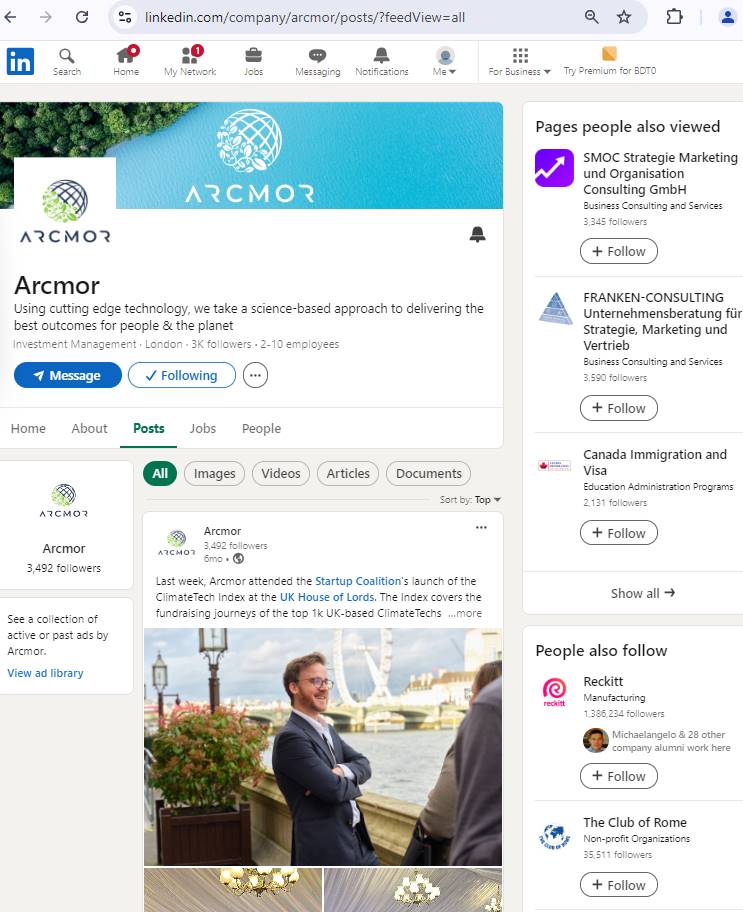 linkedin.com/company/arcmor/posts/?feedView=all
in
Search
Home
1
My Network
Jobs
Messaging
Notifications
Me
For Business
Try Premium for BDT0
ARCMOR
ARCMOR
Arcmor
Using cutting edge technology, we take a science-based approach to delivering the
best outcomes for people & the planet
Investment Management · London · 3K followers · 2-10 employees
Message
Following
Home
About
Posts
Jobs
People
ARCMOR
Arcmor
3,492 followers
See a collection of
active or past ads by
Arcmor.
View ad library
All
Images
Videos
Articles
Documents
Sort by: Top
ARCMOR
Arcmor
3,492 followers
6mo •
Last week, Arcmor attended the Startup Coalition's launch of the
ClimateTech Index at the UK House of Lords. The Index covers the
fundraising journeys of the top 1k UK-based ClimateTechs ...more
Pages people also viewed
SMOC Strategie Marketing
und Organisation
Consulting GmbH
Business Consulting and Services
3,345 followers
+ Follow
FRANKEN-CONSULTING
Unternehmensberatung für
Strategie, Marketing und
Vertrieb
Business Consulting and Services
3,590 followers
+ Follow
Canada Immigration and
Visa
Education Administration Programs
2,131 followers
+ Follow
Show all →
People also follow
reckitt
Reckitt
Manufacturing
1,386,234 followers
Michaelangelo & 28 other
company alumni work here
+ Follow
THE CLUB OF ROME
The Club of Rome
Non-profit Organizations
35,511 followers
+ Follow